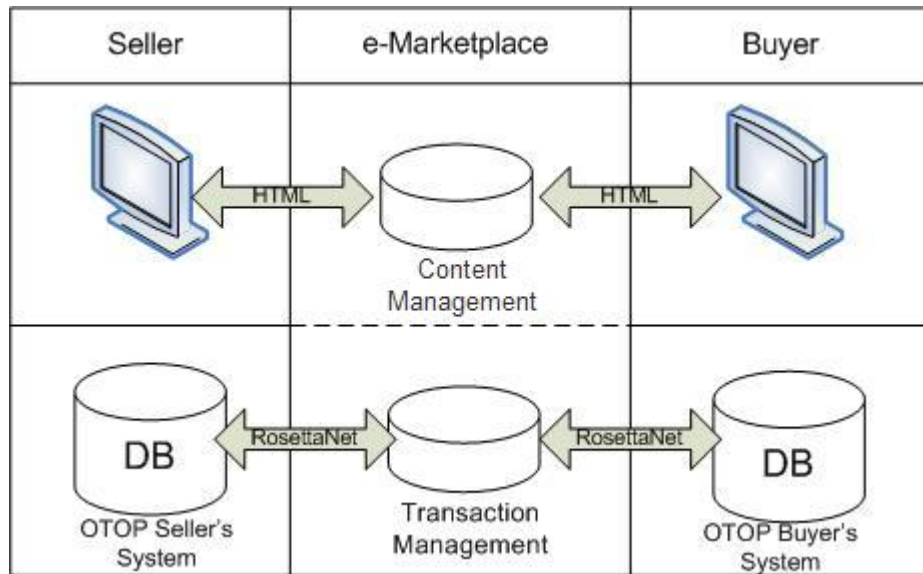 Seller
e-Marketplace
Buyer
HTML
HTML
Content
Management
DB
RosettaNet
RosettaNet
DB
OTOP Seller's
System
Transaction
Management
OTOP Buyer's
System